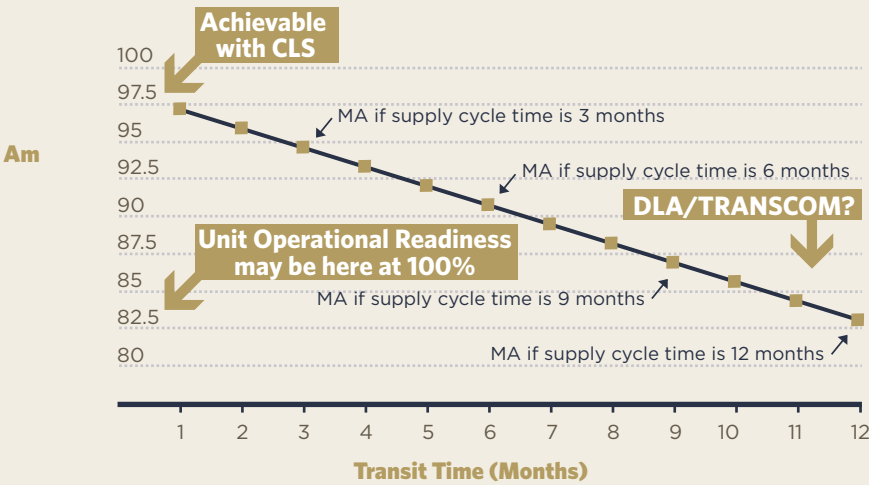 Achievable
with CLS
100
97.5
MA if supply cycle time is 3 months
95
Am
92.5
MA if supply cycle time is 6 months
90
DLA/TRANSCOM?
87.5
Unit Operational Readiness
may be here at 100%
85
MA if supply cycle time is 9 months
82.5
MA if supply cycle time is 12 months
80
1 2 3 4 5 6 7 8 9 10 11 12
Transit Time (Months)